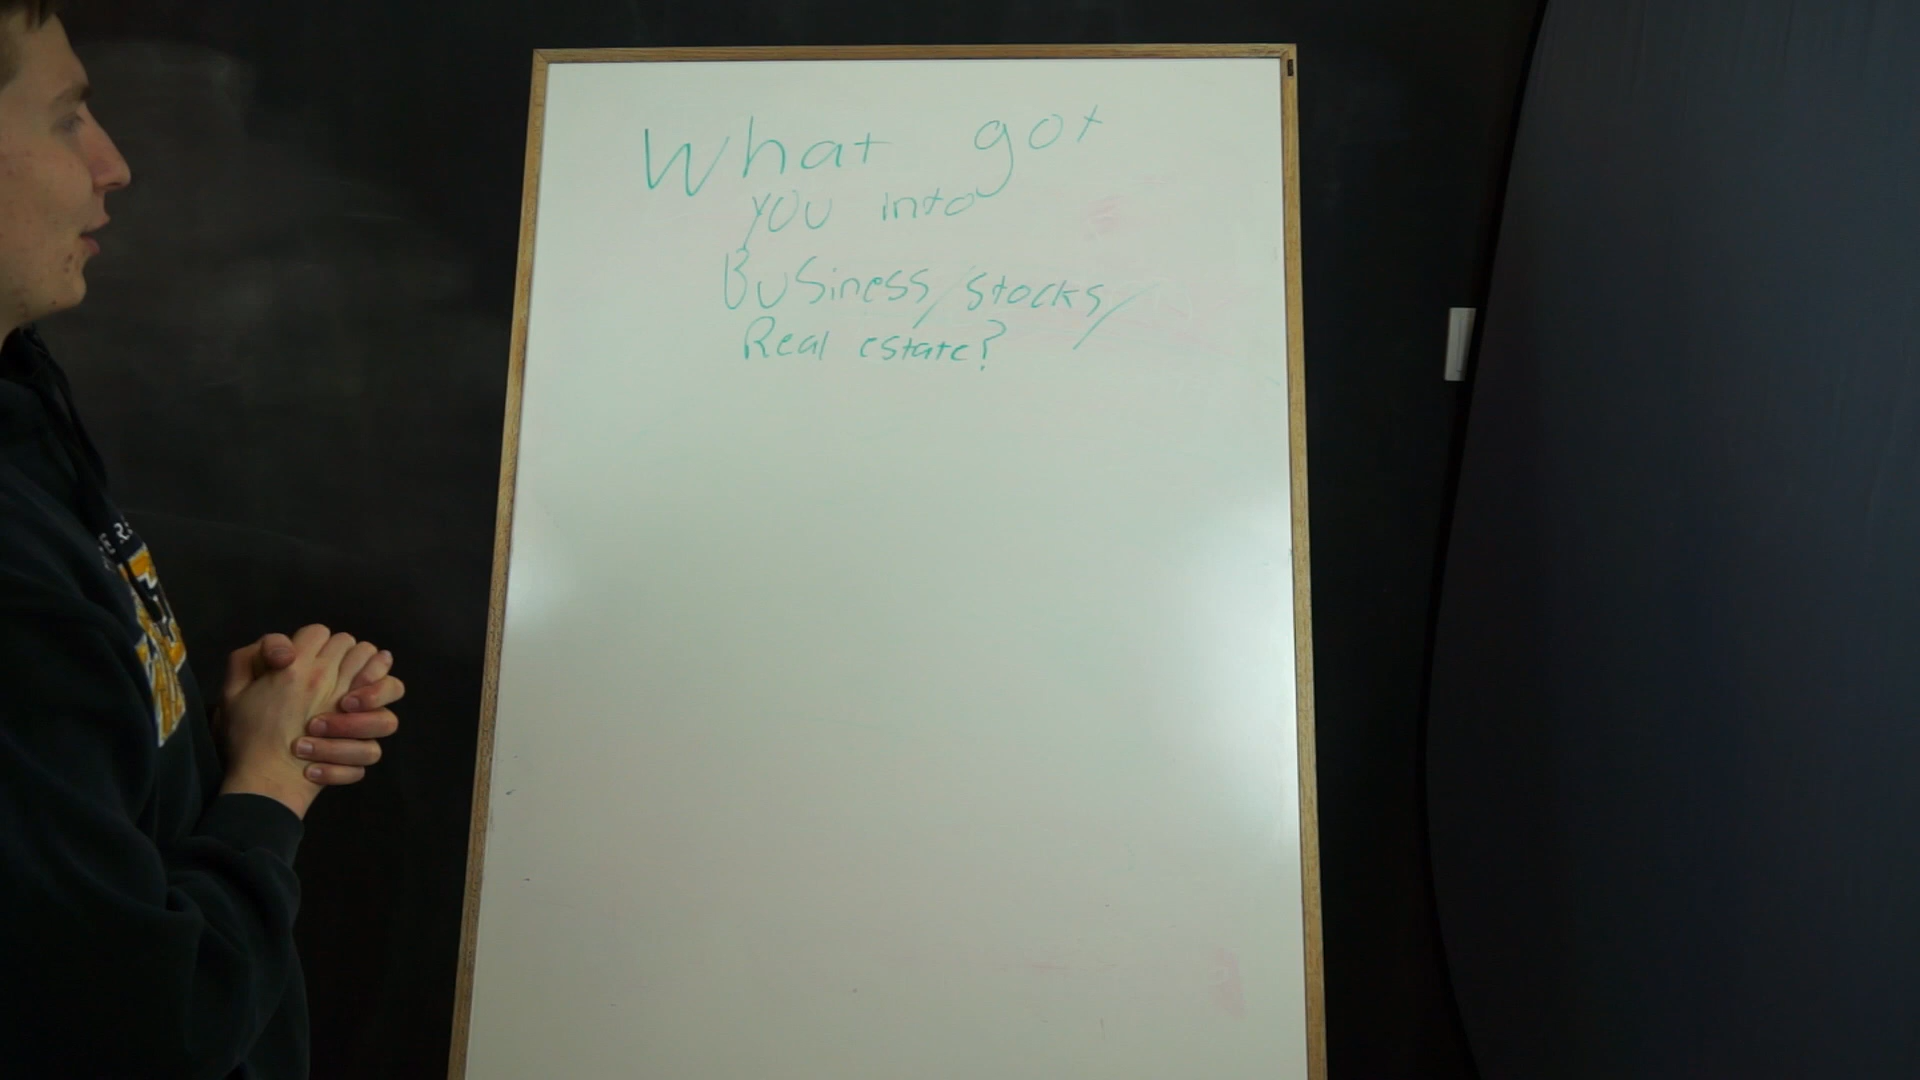 What got
you into
Business/stocks/
Real estate?